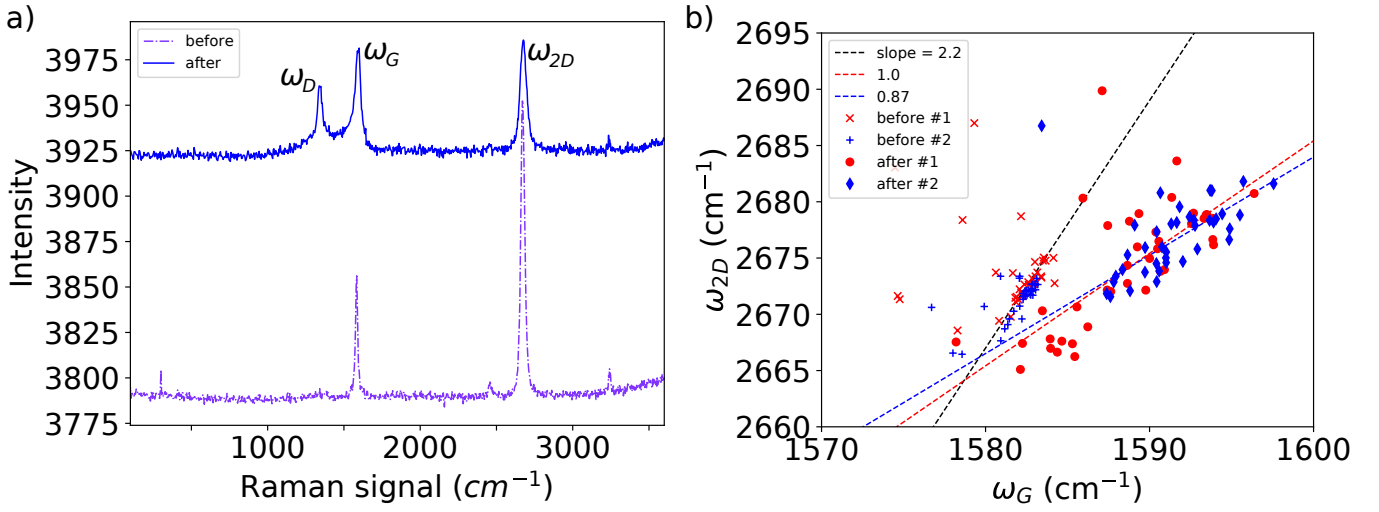 a)
before
after
ω_D
ω_G
ω_2D
3975
3950
3925
3900
3875
3850
3825
3800
3775
Intensity
1000 2000 3000
Raman signal (cm⁻¹)
b)
slope = 2.2
1.0
0.87
before #1
before #2
after #1
after #2
2695
2690
2685
2680
2675
2670
2665
2660
ω_2D (cm⁻¹)
1570 1580 1590 1600
ω_G (cm⁻¹)